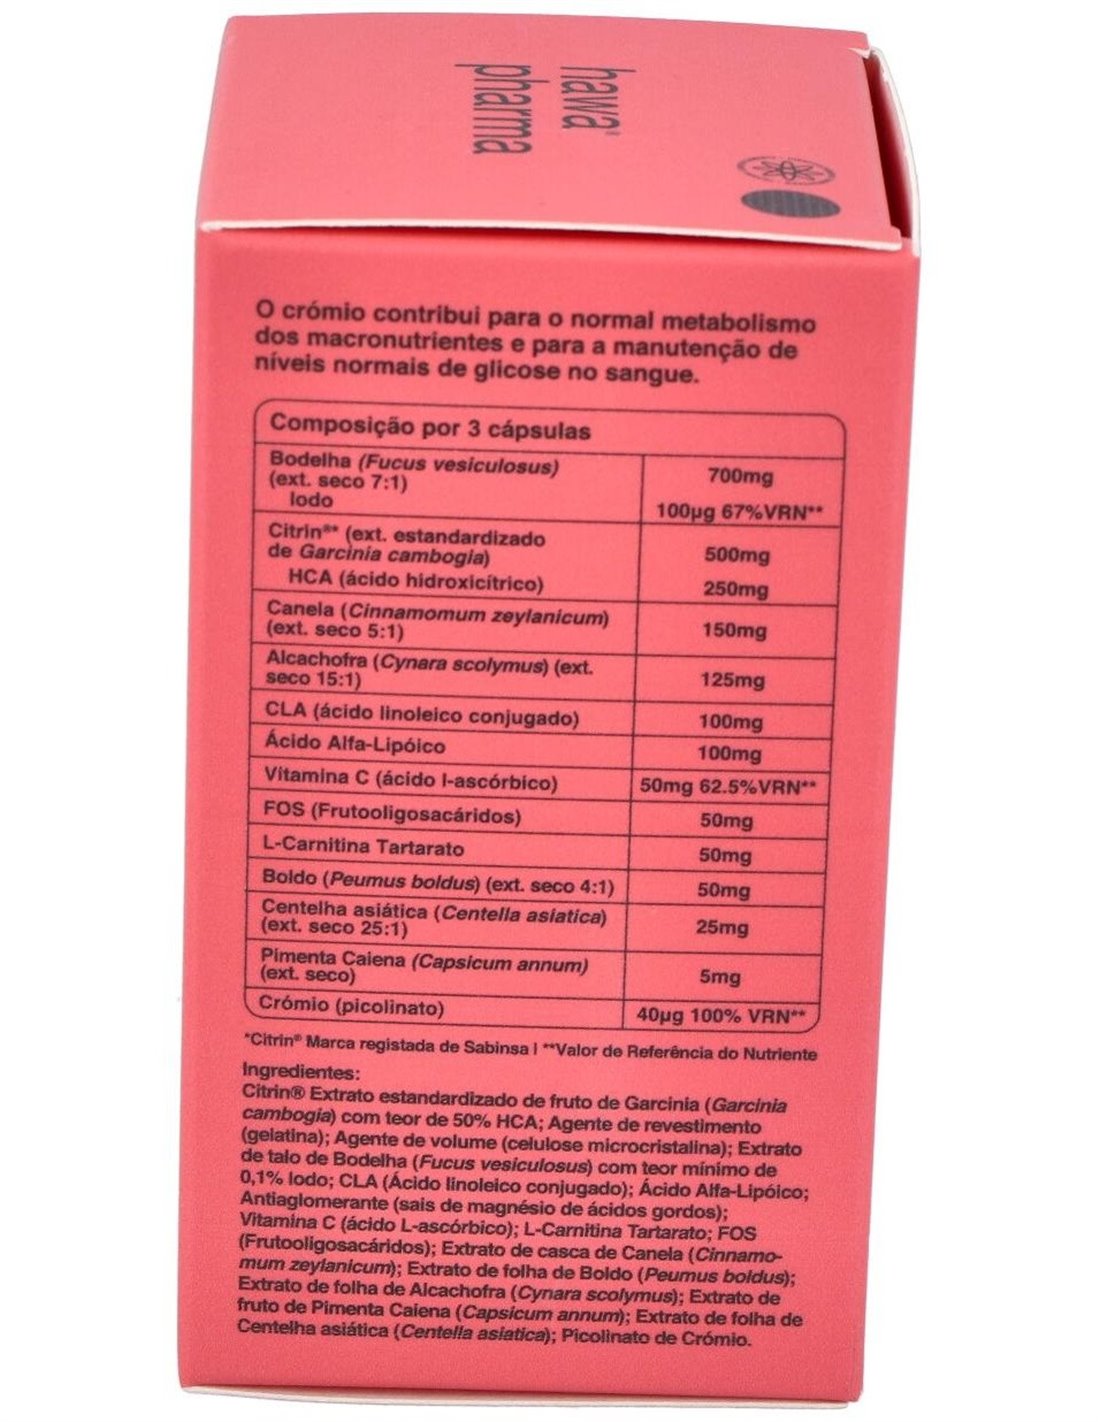 hawa®
pharma
O crómio contribui para o normal metabolismo
dos macronutrientes e para a manutenção de
níveis normais de glicose no sangue.
Composição por 3 cápsulas
Bodelha (Fucus vesiculosus)
(ext. seco 7:1)
700mg
Iodo
100µg 67%VRN**
Citrin®* (ext. estandardizado
de Garcinia cambogia)
500mg
HCA (ácido hidroxicítrico)
250mg
Canela (Cinnamomum zeylanicum)
(ext. seco 5:1)
150mg
Alcachofra (Cynara scolymus) (ext.
seco 15:1)
125mg
CLA (ácido linoleico conjugado)
100mg
Ácido Alfa-Lipóico
100mg
Vitamina C (ácido l-ascórbico)
50mg 62.5%VRN**
FOS (Frutooligosacáridos)
50mg
L-Carnitina Tartarato
50mg
Boldo (Peumus boldus) (ext. seco 4:1)
50mg
Centelha asiática (Centella asiatica)
(ext. seco 25:1)
25mg
Pimenta Caiena (Capsicum annum)
(ext. seco)
5mg
Crómio (picolinato)
40µg 100% VRN**
*Citrin® Marca registada de Sabinsa | **Valor de Referência do Nutriente
Ingredientes:
Citrin® Extrato estandardizado de fruto de Garcinia (Garcinia
cambogia) com teor de 50% HCA; Agente de revestimento
(gelatina); Agente de volume (celulose microcristalina); Extrato
de talo de Bodelha (Fucus vesiculosus) com teor mínimo de
0,1% Iodo; CLA (Ácido linoleico conjugado); Ácido Alfa-Lipóico;
Antiaglomerante (sais de magnésio de ácidos gordos);
Vitamina C (ácido L-ascórbico); L-Carnitina Tartarato; FOS
(Frutooligosacáridos); Extrato de casca de Canela (Cinnamo-
mum zeylanicum); Extrato de folha de Boldo (Peumus boldus);
Extrato de folha de Alcachofra (Cynara scolymus); Extrato de
fruto de Pimenta Caiena (Capsicum annum); Extrato de folha de
Centelha asiática (Centella asiatica); Picolinato de Crómio.